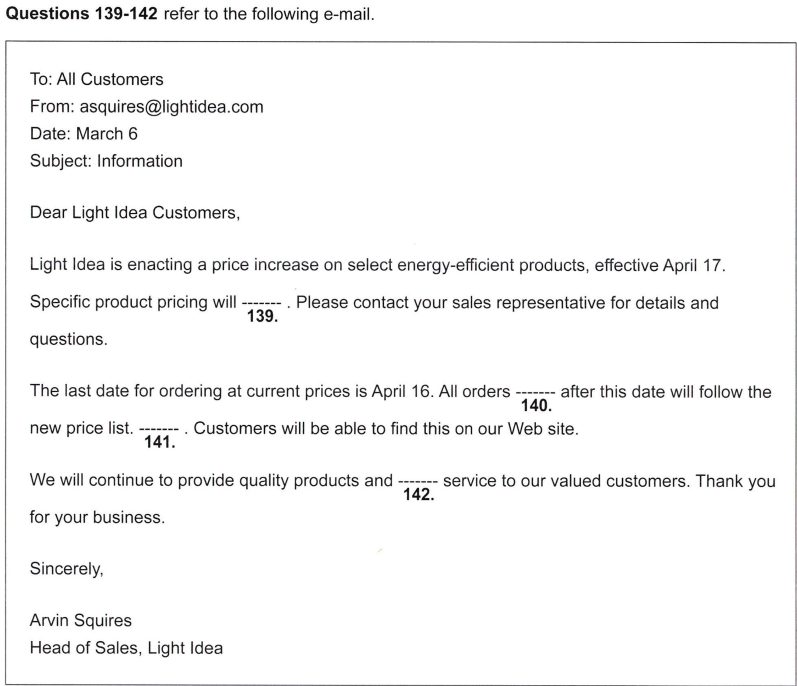 Questions 139-142 refer to the following e-mail.
To: All Customers
From: asquires@lightidea.com
Date: March 6
Subject: Information
Dear Light Idea Customers,
Light Idea is enacting a price increase on select energy-efficient products, effective April 17.
Specific product pricing will ------- . Please contact your sales representative for details and
139.
questions.
The last date for ordering at current prices is April 16. All orders ------- after this date will follow the
140.
new price list. ------- . Customers will be able to find this on our Web site.
141.
We will continue to provide quality products and ------- service to our valued customers. Thank you
142.
for your business.
Sincerely,
Arvin Squires
Head of Sales, Light Idea